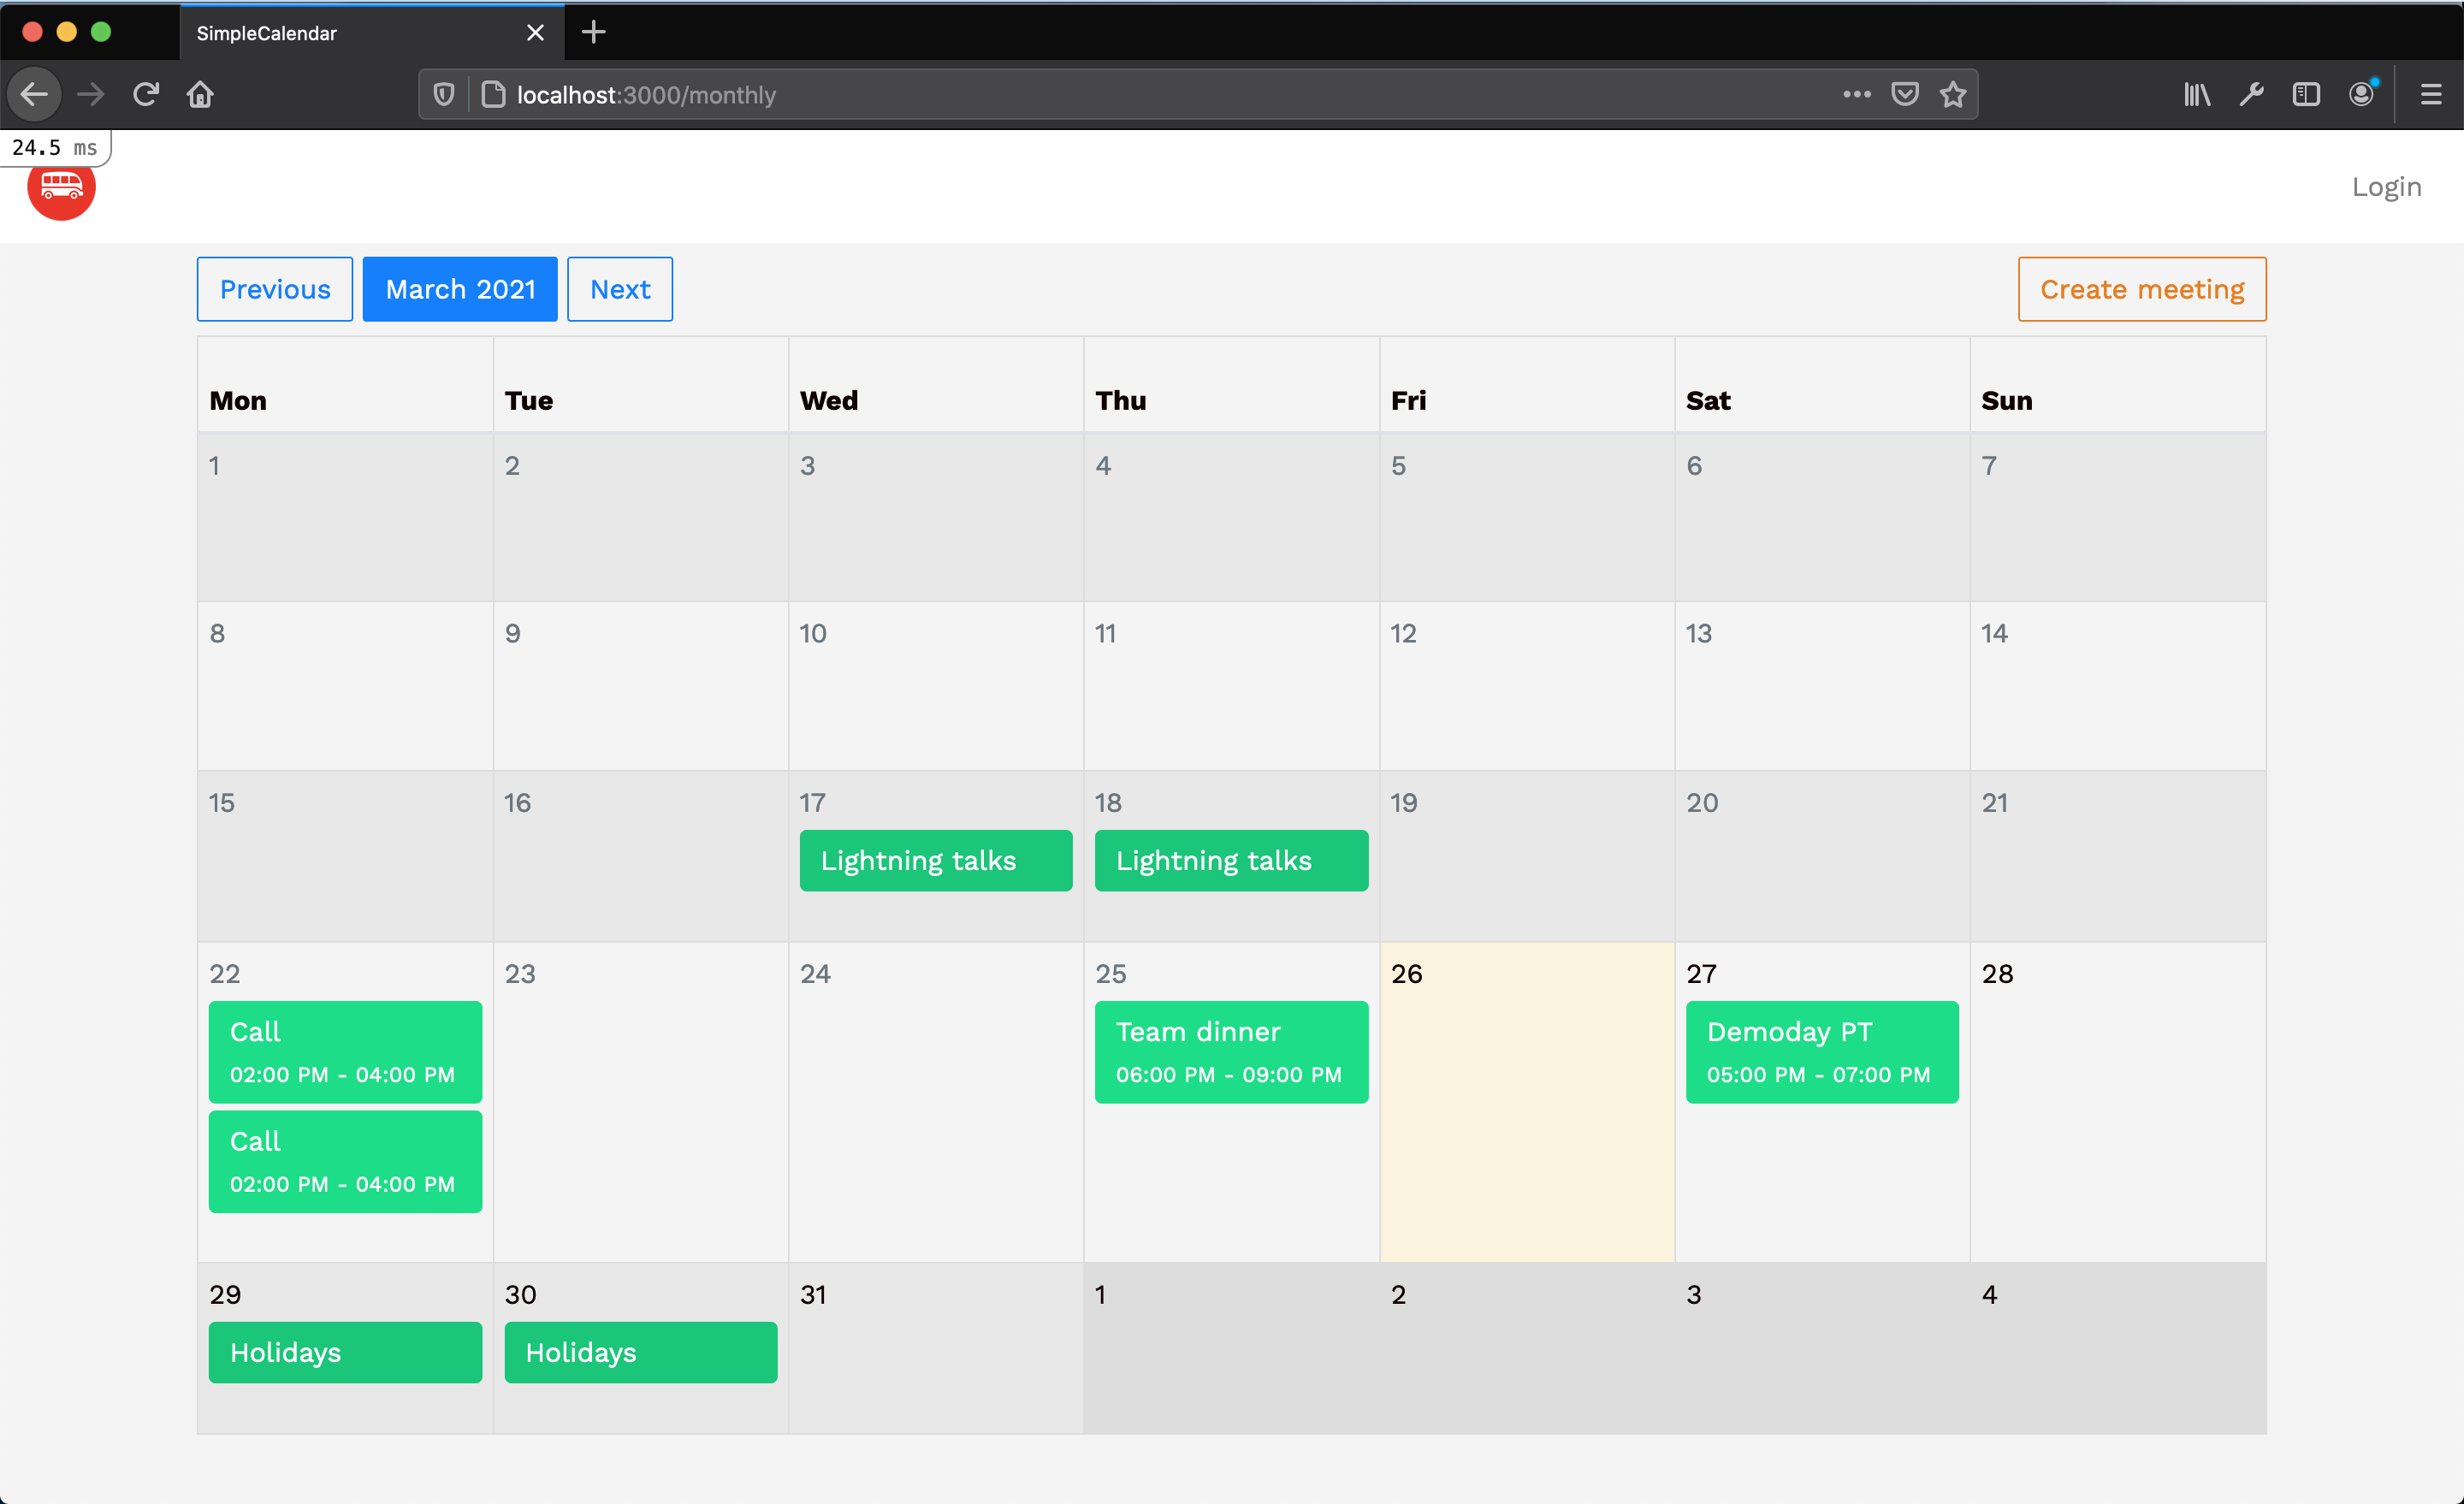 SimpleCalendar
localhost:3000/monthly
24.5 ms
Login
Previous March 2021 Next Create meeting
Mon Tue Wed Thu Fri Sat Sun
1 2 3 4 5 6 7
8 9 10 11 12 13 14
15 16 17 18 19 20 21
Lightning talks Lightning talks
22 23 24 25 26 27 28
Call Team dinner Demoday PT
02:00 PM - 04:00 PM 06:00 PM - 09:00 PM 05:00 PM - 07:00 PM
Call
02:00 PM - 04:00 PM
29 30 31 1 2 3 4
Holidays Holidays